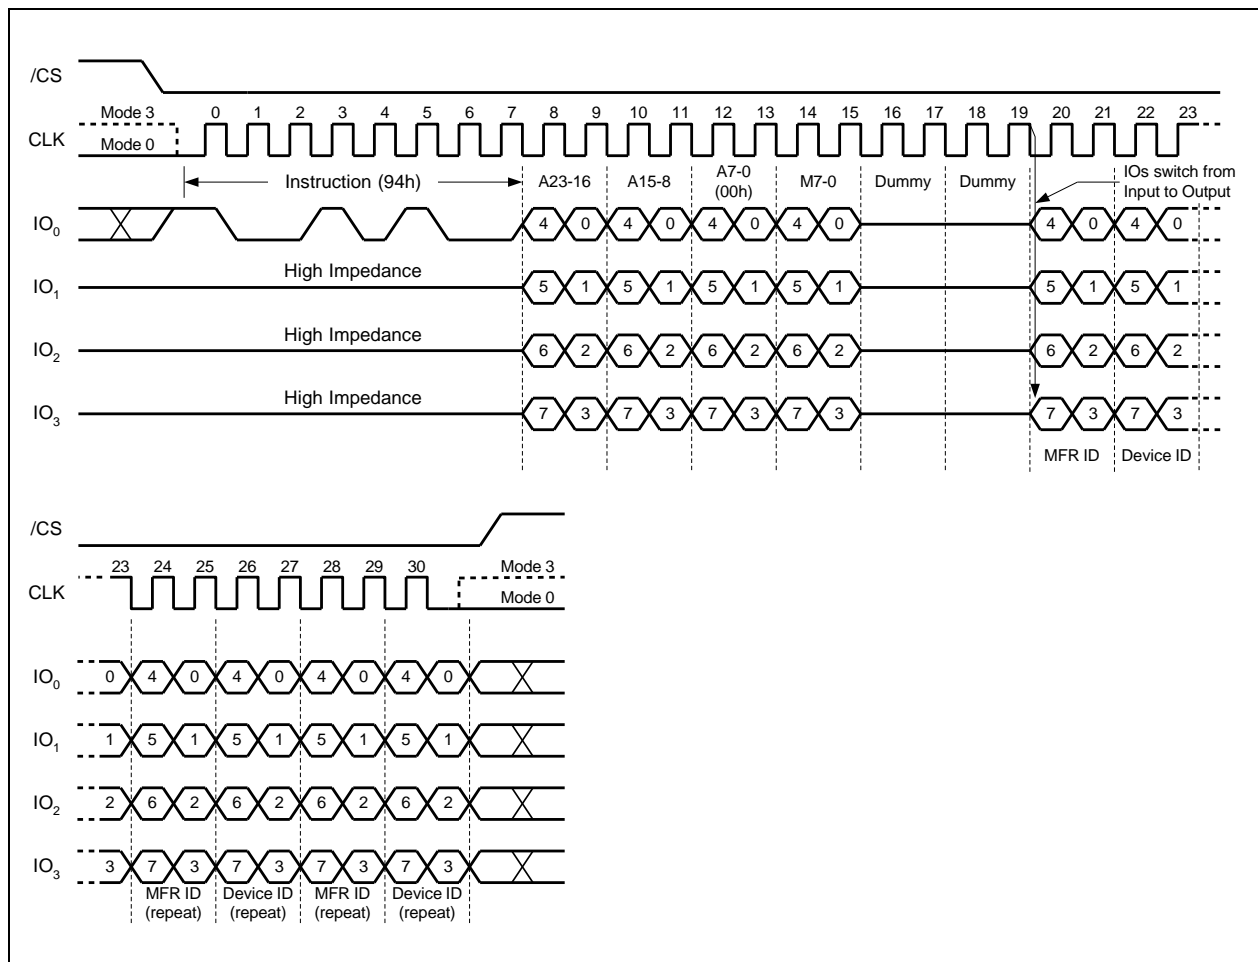 /CS
Mode 3 0 1 2 3 4 5 6 7 8 9 10 11 12 13 14 15 16 17 18 19 20 21 22 23
CLK Mode 0
Instruction (94h) A23-16 A15-8 A7-0 (00h) M7-0 Dummy Dummy IOs switch from Input to Output
IO0 4 0 4 0 4 0 4 0 4 0 4 0
High Impedance
IO1 5 1 5 1 5 1 5 1 5 1 5 1
High Impedance
IO2 6 2 6 2 6 2 6 2 6 2 6 2
High Impedance
IO3 7 3 7 3 7 3 7 3 7 3 7 3
MFR ID Device ID
/CS
23 24 25 26 27 28 29 30 Mode 3
CLK Mode 0
IO0 0 4 0 4 0 4 0 4 0
IO1 1 5 1 5 1 5 1 5 1
IO2 2 6 2 6 2 6 2 6 2
IO3 3 7 3 7 3 7 3 7 3
MFR ID Device ID MFR ID Device ID
(repeat) (repeat) (repeat) (repeat)